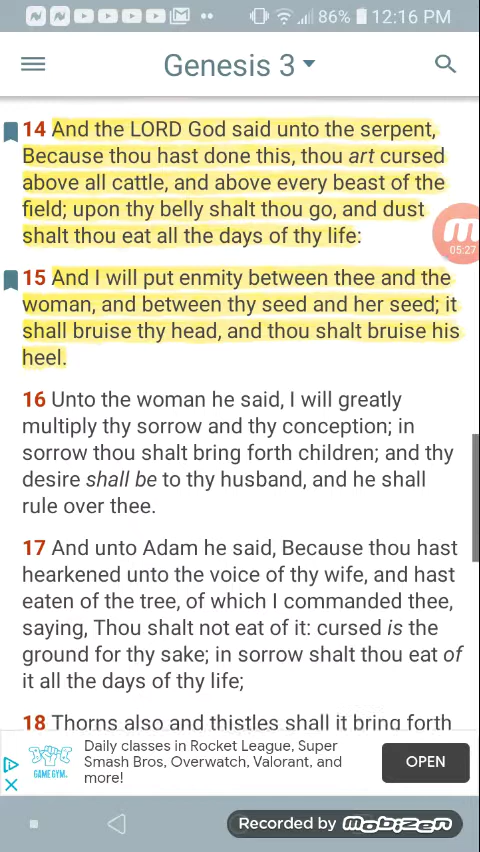 86% 12:16 PM
Genesis 3
14 And the LORD God said unto the serpent,
Because thou hast done this, thou art cursed
above all cattle, and above every beast of the
field; upon thy belly shalt thou go, and dust
shalt thou eat all the days of thy life:
05:27
15 And I will put enmity between thee and the
woman, and between thy seed and her seed; it
shall bruise thy head, and thou shalt bruise his
heel.
16 Unto the woman he said, I will greatly
multiply thy sorrow and thy conception; in
sorrow thou shalt bring forth children; and thy
desire shall be to thy husband, and he shall
rule over thee.
17 And unto Adam he said, Because thou hast
hearkened unto the voice of thy wife, and hast
eaten of the tree, of which I commanded thee,
saying, Thou shalt not eat of it: cursed is the
ground for thy sake; in sorrow shalt thou eat of
it all the days of thy life;
18 Thorns also and thistles shall it bring forth
Daily classes in Rocket League, Super
Smash Bros, Overwatch, Valorant, and
more!
GAME GYM
OPEN
Recorded by mobizen